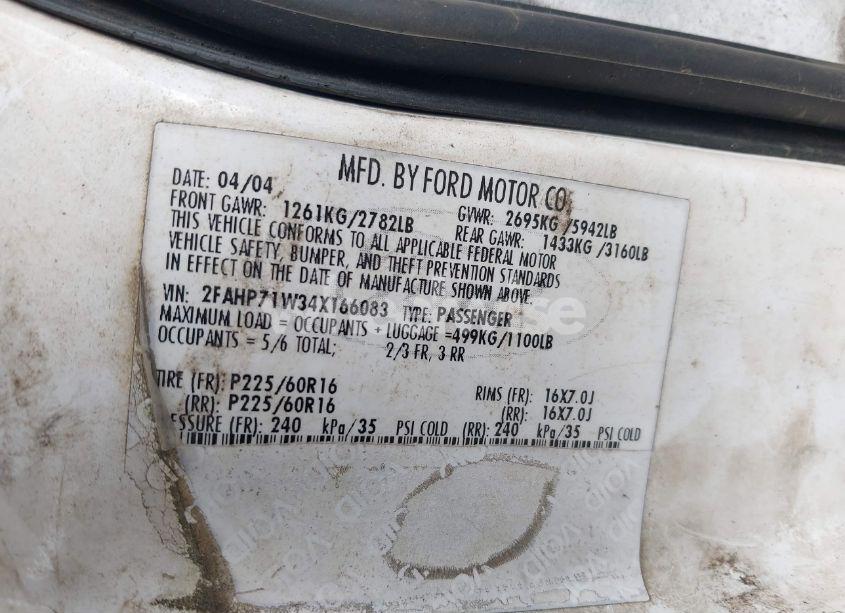 MFD. BY FORD MOTOR CO.
DATE: 04/04
GVWR: 2695KG /5942LB
FRONT GAWR: 1261KG/2782LB REAR GAWR: 1433KG /3160LB
THIS VEHICLE CONFORMS TO ALL APPLICABLE FEDERAL MOTOR
VEHICLE SAFETY, BUMPER, AND THEFT PREVENTION STANDARDS
IN EFFECT ON THE DATE OF MANUFACTURE SHOWN ABOVE
VIN: 2FAHP71W34X166083 TYPE: PASSENGER
MAXIMUM LOAD = OCCUPANTS + LUGGAGE =499KG/1100LB
OCCUPANTS = 5/6 TOTAL; 2/3 FR, 3 RR
TIRE (FR): P225/60R16 RIMS (FR): 16X7.0J
(RR): P225/60R16 (RR): 16X7.0J
ESSURE (FR): 240 kPa/35 PSI COLD (RR): 240 kPa/35 PSI COLD
VOID VOID VOID VOID